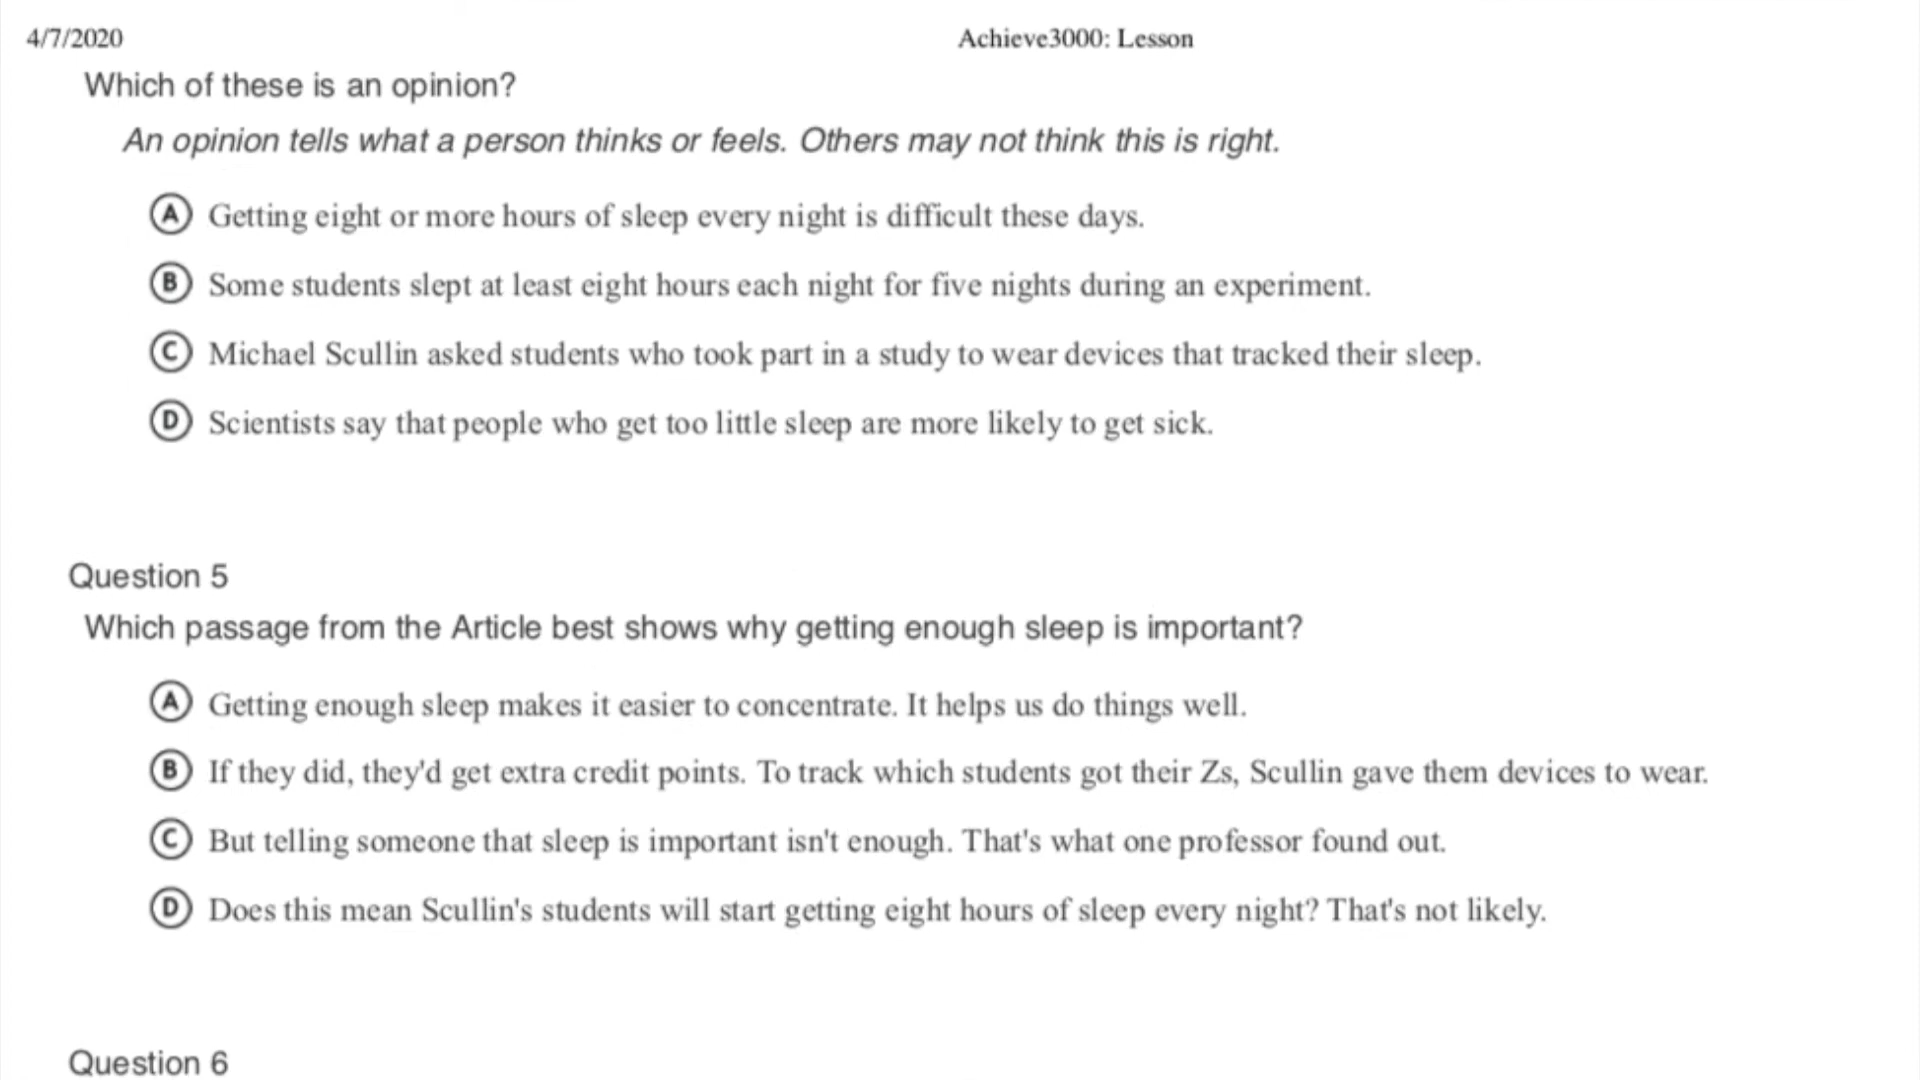 4/7/2020
Achieve3000: Lesson
Which of these is an opinion?
An opinion tells what a person thinks or feels. Others may not think this is right.
A Getting eight or more hours of sleep every night is difficult these days.
B Some students slept at least eight hours each night for five nights during an experiment.
C Michael Scullin asked students who took part in a study to wear devices that tracked their sleep.
D Scientists say that people who get too little sleep are more likely to get sick.
Question 5
Which passage from the Article best shows why getting enough sleep is important?
A Getting enough sleep makes it easier to concentrate. It helps us do things well.
B If they did, they'd get extra credit points. To track which students got their Zs, Scullin gave them devices to wear.
C But telling someone that sleep is important isn't enough. That's what one professor found out.
D Does this mean Scullin's students will start getting eight hours of sleep every night? That's not likely.
Question 6